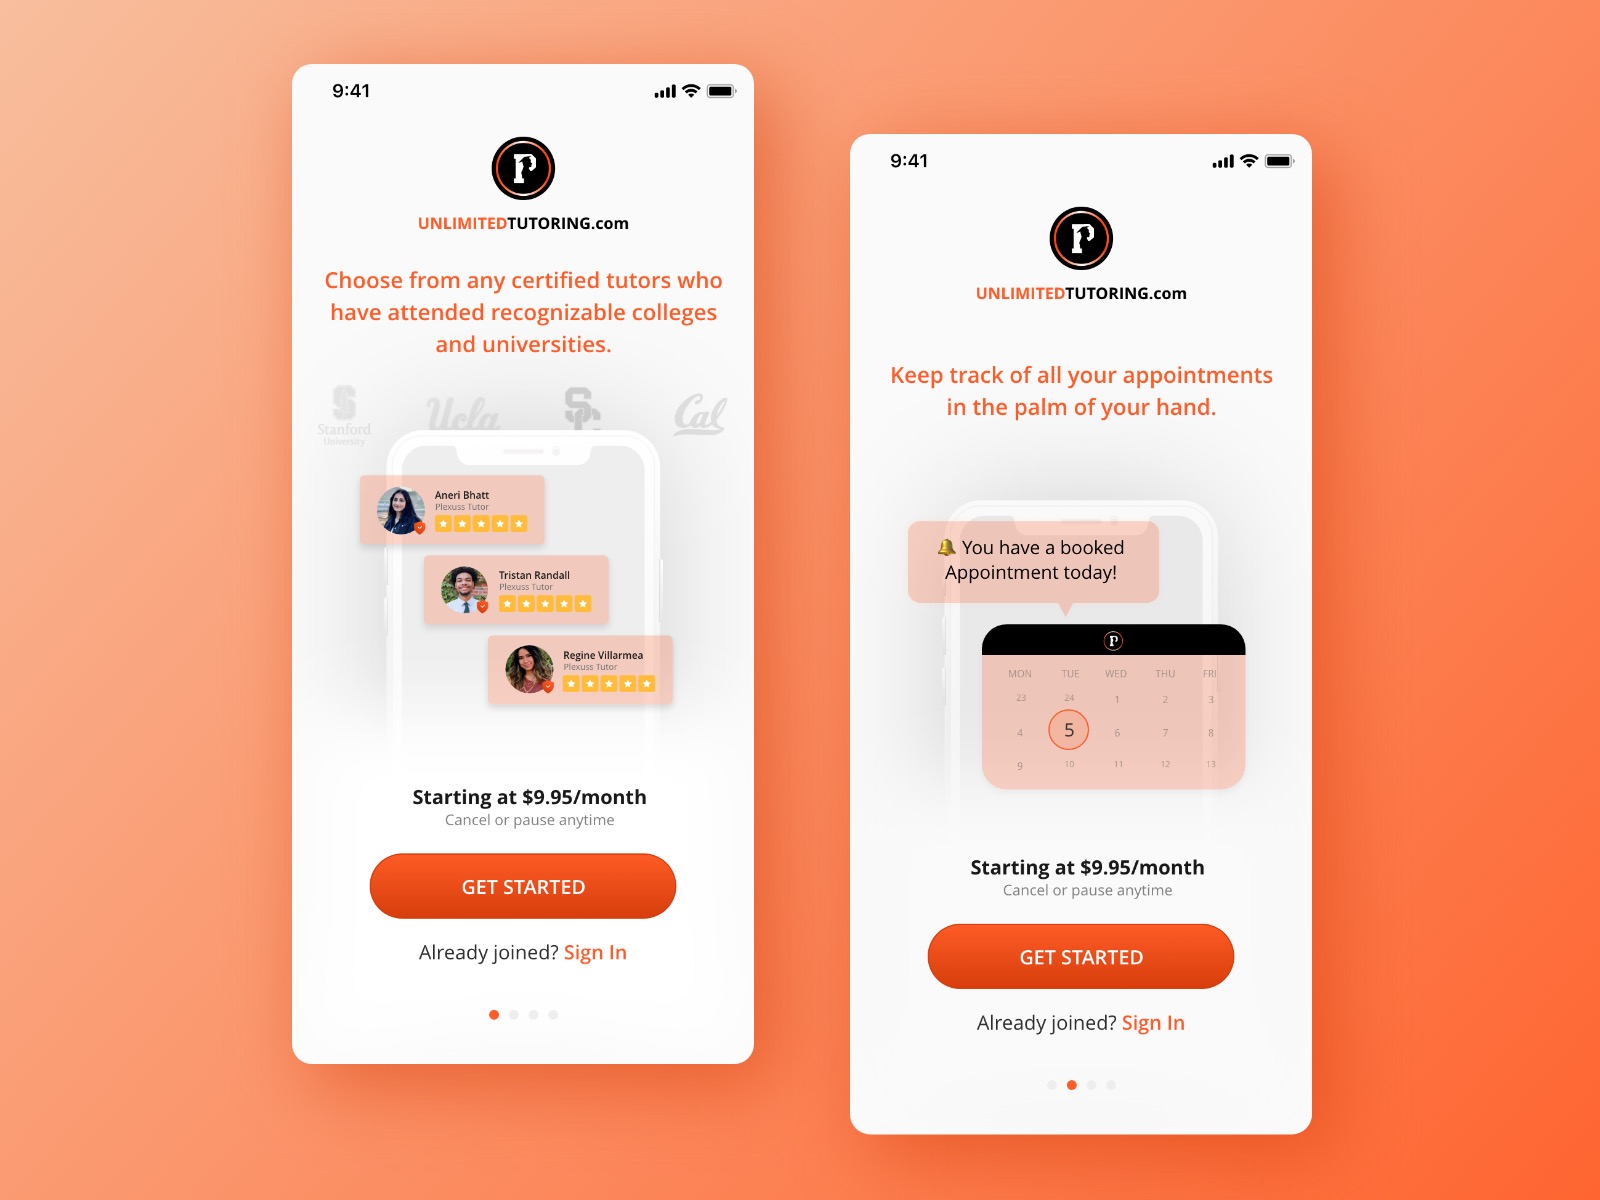 9:41
P
UNLIMITEDTUTORING.com
Choose from any certified tutors who
have attended recognizable colleges
and universities.
Stanford
University
Ucla
SC
Cal
Aneri Bhatt
Plexuss Tutor
Tristan Randall
Plexuss Tutor
Regine Villarmea
Plexuss Tutor
Starting at $9.95/month
Cancel or pause anytime
GET STARTED
Already joined? Sign In
9:41
P
UNLIMITEDTUTORING.com
Keep track of all your appointments
in the palm of your hand.
🔔 You have a booked
Appointment today!
P
MON TUE WED THU FRI
23 24 1 2 3
4 5 6 7 8
9 10 11 12 13
Starting at $9.95/month
Cancel or pause anytime
GET STARTED
Already joined? Sign In